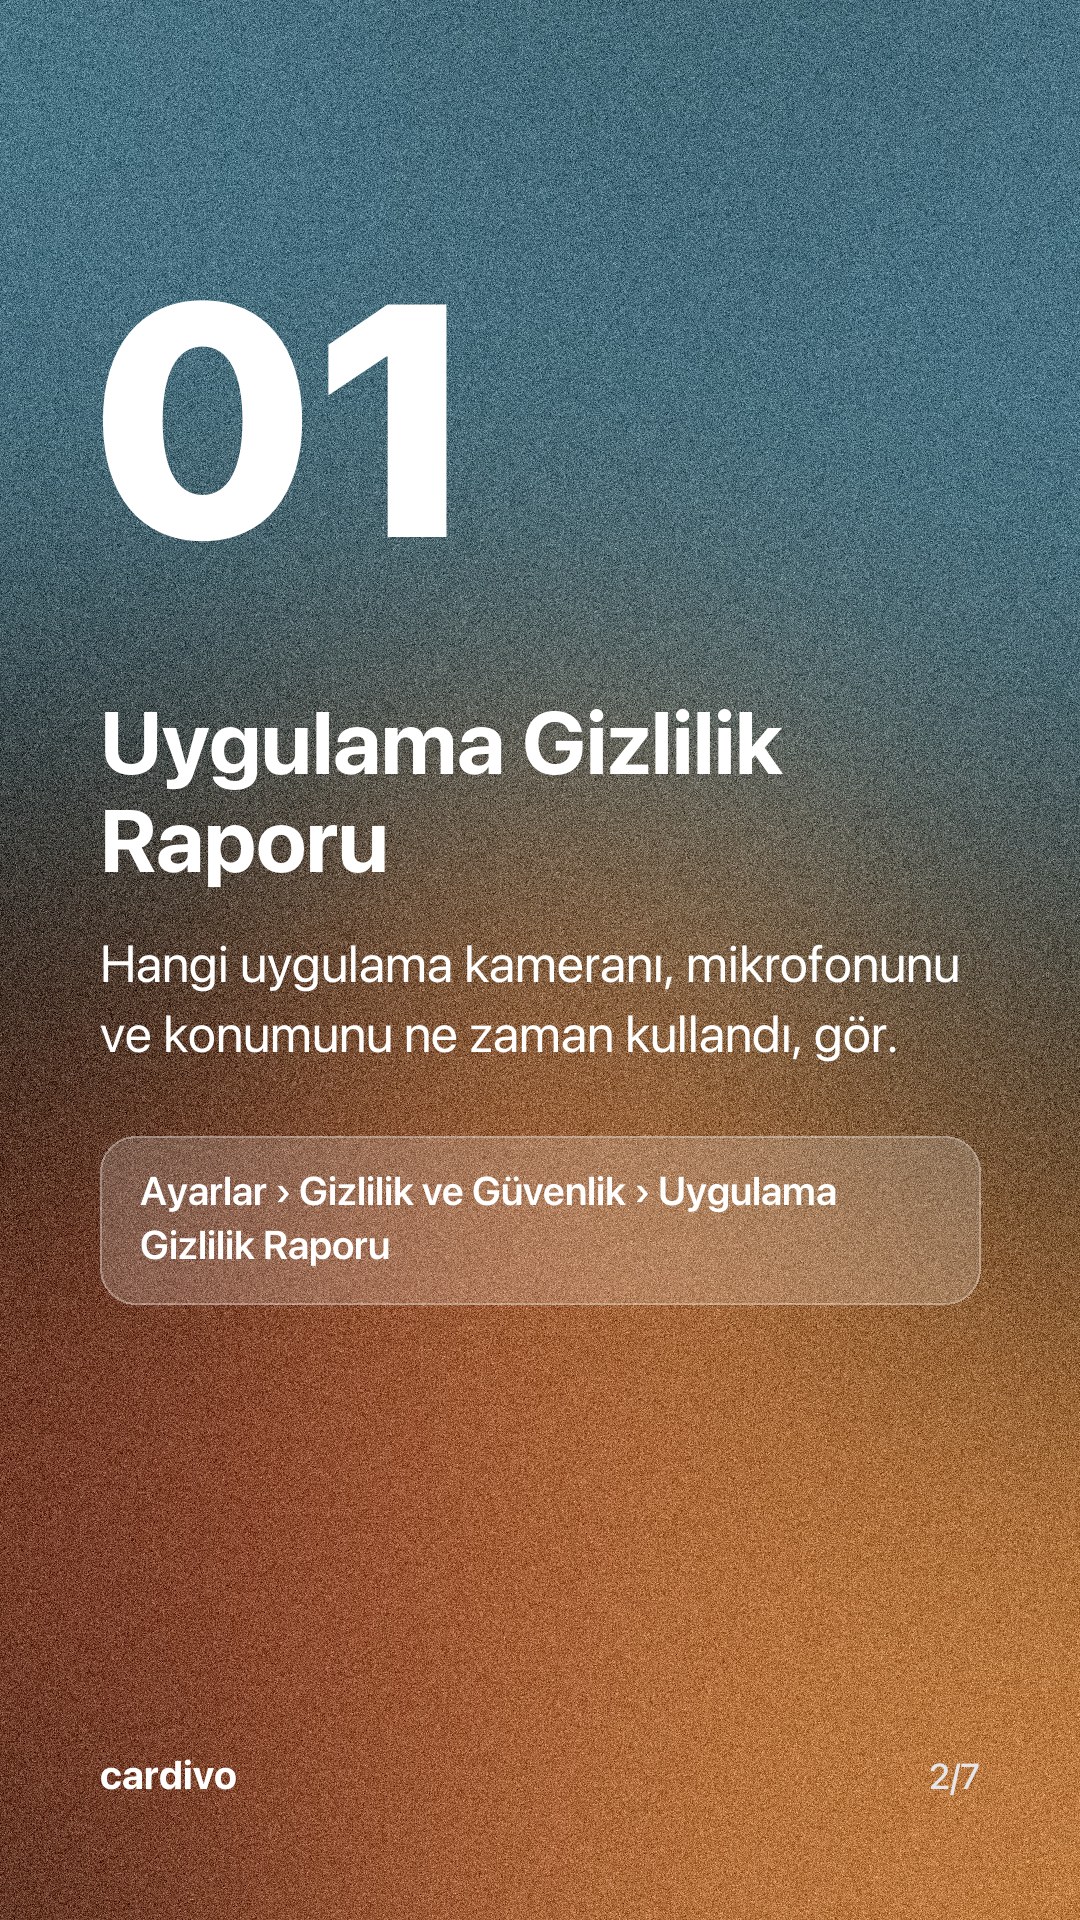 01
Uygulama Gizlilik
Raporu
Hangi uygulama kameranı, mikrofonunu
ve konumunu ne zaman kullandı, gör.
Ayarlar › Gizlilik ve Güvenlik › Uygulama
Gizlilik Raporu
cardivo
2/7